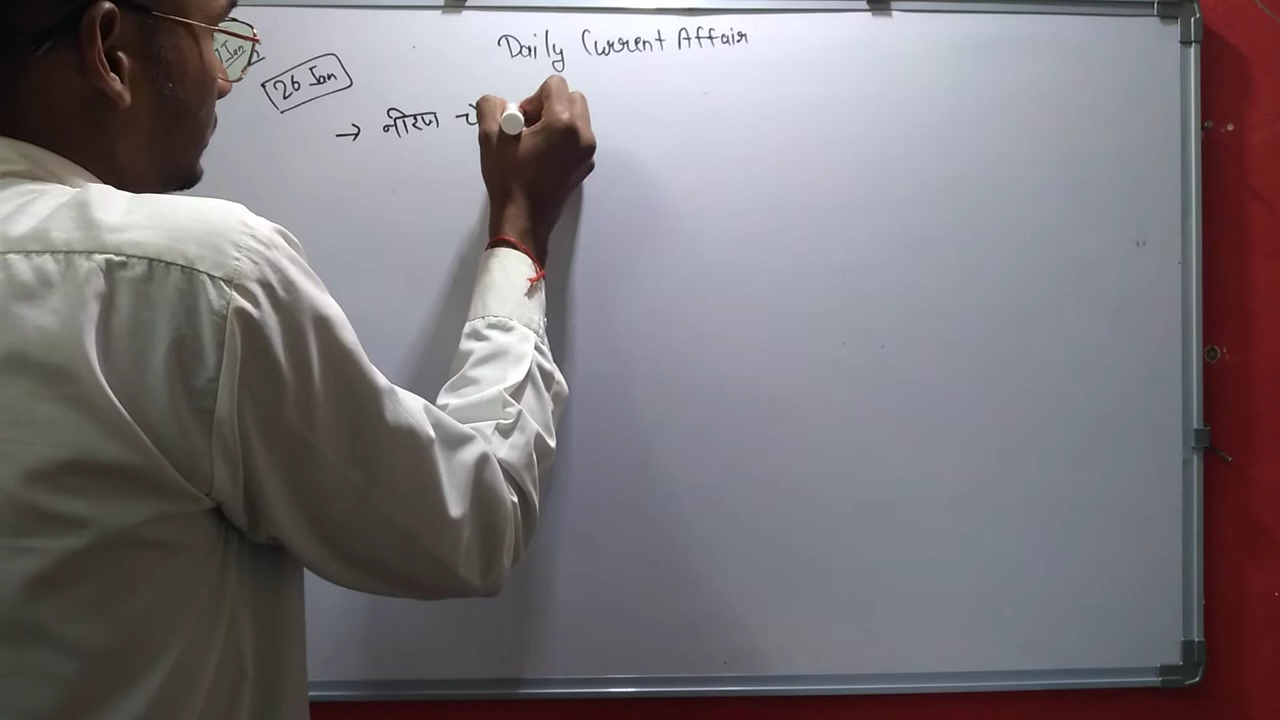 Daily Current Affair
26 Jan
→ नीरज